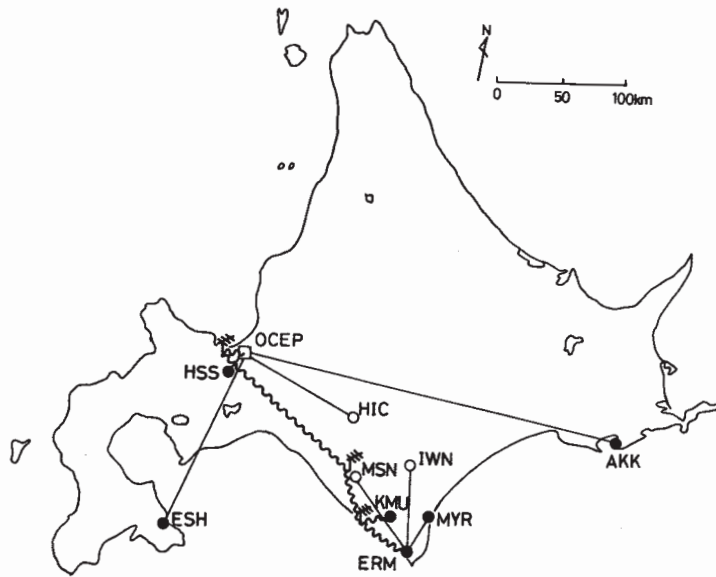 N
0 50 100km
OCEP
HSS
HIC
MSN
IWN
AKK
KMU
ESH
MYR
ERM